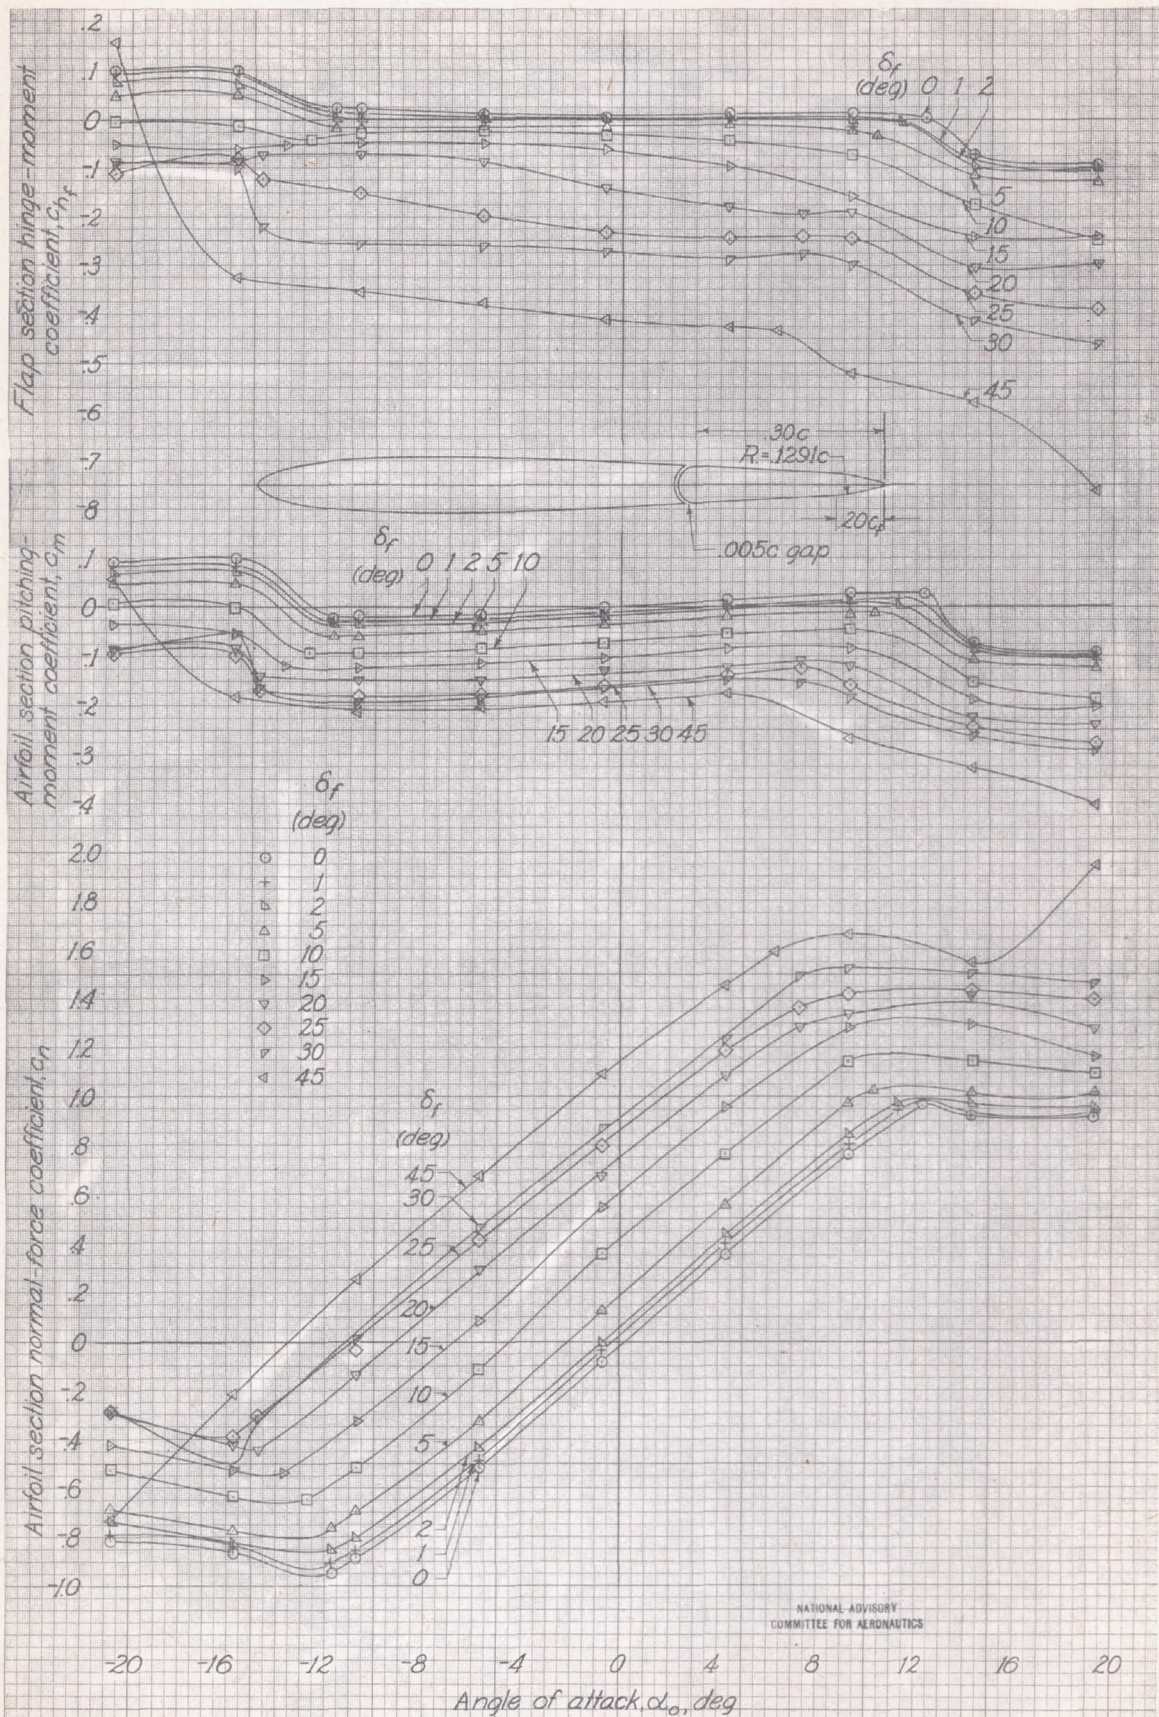 .2
.1
0
-.1
-.2
-.3
-.4
-.5
-.6
-.7
-.8
Flap section hinge-moment
coefficient, c_hf
δf
(deg) 0 1 2
5
10
15
20
25
30
45
.30c
R=.1291c
.20cf
.005c gap
.1
0
-.1
-.2
-.3
-.4
Airfoil section pitching-
moment coefficient, cm
δf
(deg) 0 1 2 5 10
15 20 25 30 45
δf
(deg)
0
1
2
5
10
15
20
25
30
45
2.0
1.8
1.6
1.4
1.2
1.0
.8
.6
.4
.2
0
-.2
-.4
-.6
-.8
-1.0
Airfoil section normal-force coefficient, cn
δf
(deg)
45
30
25
20
15
10
5
2
1
0
NATIONAL ADVISORY
COMMITTEE FOR AERONAUTICS
-20 -16 -12 -8 -4 0 4 8 12 16 20
Angle of attack, αo, deg